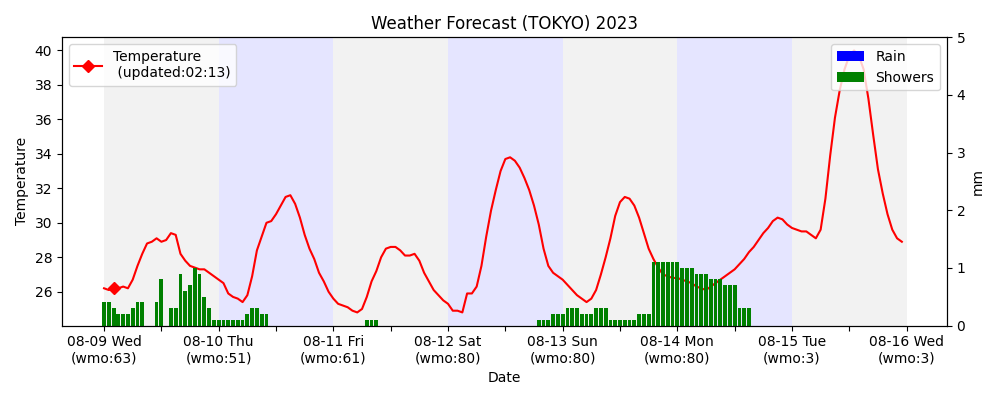 Weather Forecast (TOKYO) 2023
Temperature
(updated:02:13)
Rain
Showers
40
38
36
34
32
30
28
26
Temperature
5
4
3
2
1
0
mm
08-09 Wed 08-10 Thu 08-11 Fri 08-12 Sat 08-13 Sun 08-14 Mon 08-15 Tue 08-16 Wed
(wmo:63) (wmo:51) (wmo:61) (wmo:80) (wmo:80) (wmo:80) (wmo:3) (wmo:3)
Date